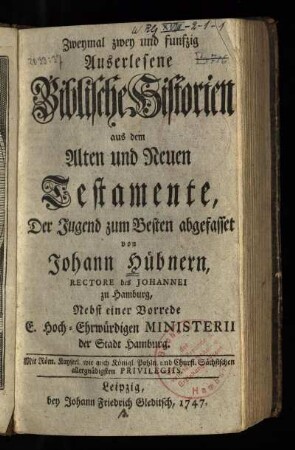 Zweymal zwey und funfzig
Auserlesene
Biblische Historien
aus dem
Alten und Neuen
Testamente,
Der Jugend zum Besten abgefasset
von
Johann Hübnern,
RECTORE des JOHANNEI
zu Hamburg,
Nebst einer Vorrede
E. Hoch-Ehrwürdigen MINISTERII
der Stadt Hamburg.
Mit Röm. Kayserl. wie auch Königl. Pohln. und Churfl. Sächsischen
allergnädigsten PRIVILEGIIS.
Leipzig,
bey Johann Friedrich Gleditsch, 1747.